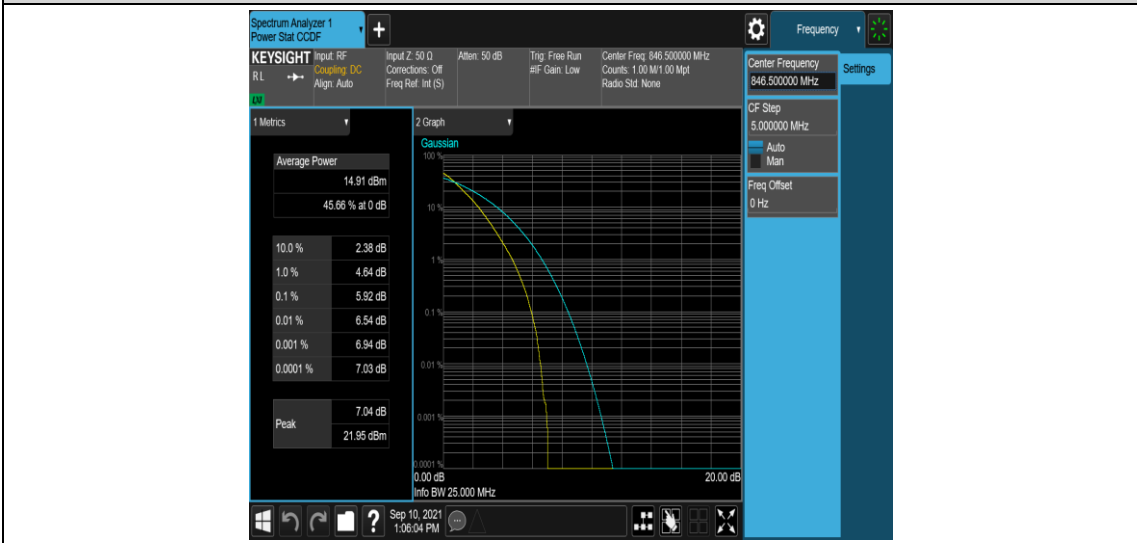 Spectrum Analyzer 1
Power Stat CCDF
+
Frequency
KEYSIGHT
RL
LNI
Input: RF
Coupling: DC
Align: Auto
Input Z: 50 Ω
Corrections: Off
Freq Ref: Int (S)
Atten: 50 dB
Trig: Free Run
#IF Gain: Low
Center Freq: 846.500000 MHz
Counts: 1.00 M/1.00 Mpt
Radio Std: None
Center Frequency
846.500000 MHz
Settings
CF Step
5.000000 MHz
Auto
Man
Freq Offset
0 Hz
1 Metrics
Average Power
14.91 dBm
45.66 % at 0 dB
10.0 % 2.38 dB
1.0 % 4.64 dB
0.1 % 5.92 dB
0.01 % 6.54 dB
0.001 % 6.94 dB
0.0001 % 7.03 dB
Peak 7.04 dB
21.95 dBm
2 Graph
Gaussian
100 %
10 %
1 %
0.1 %
0.01 %
0.001 %
0.0001 %
0.00 dB 20.00 dB
Info BW 25.000 MHz
?
Sep 10, 2021
1:06:04 PM